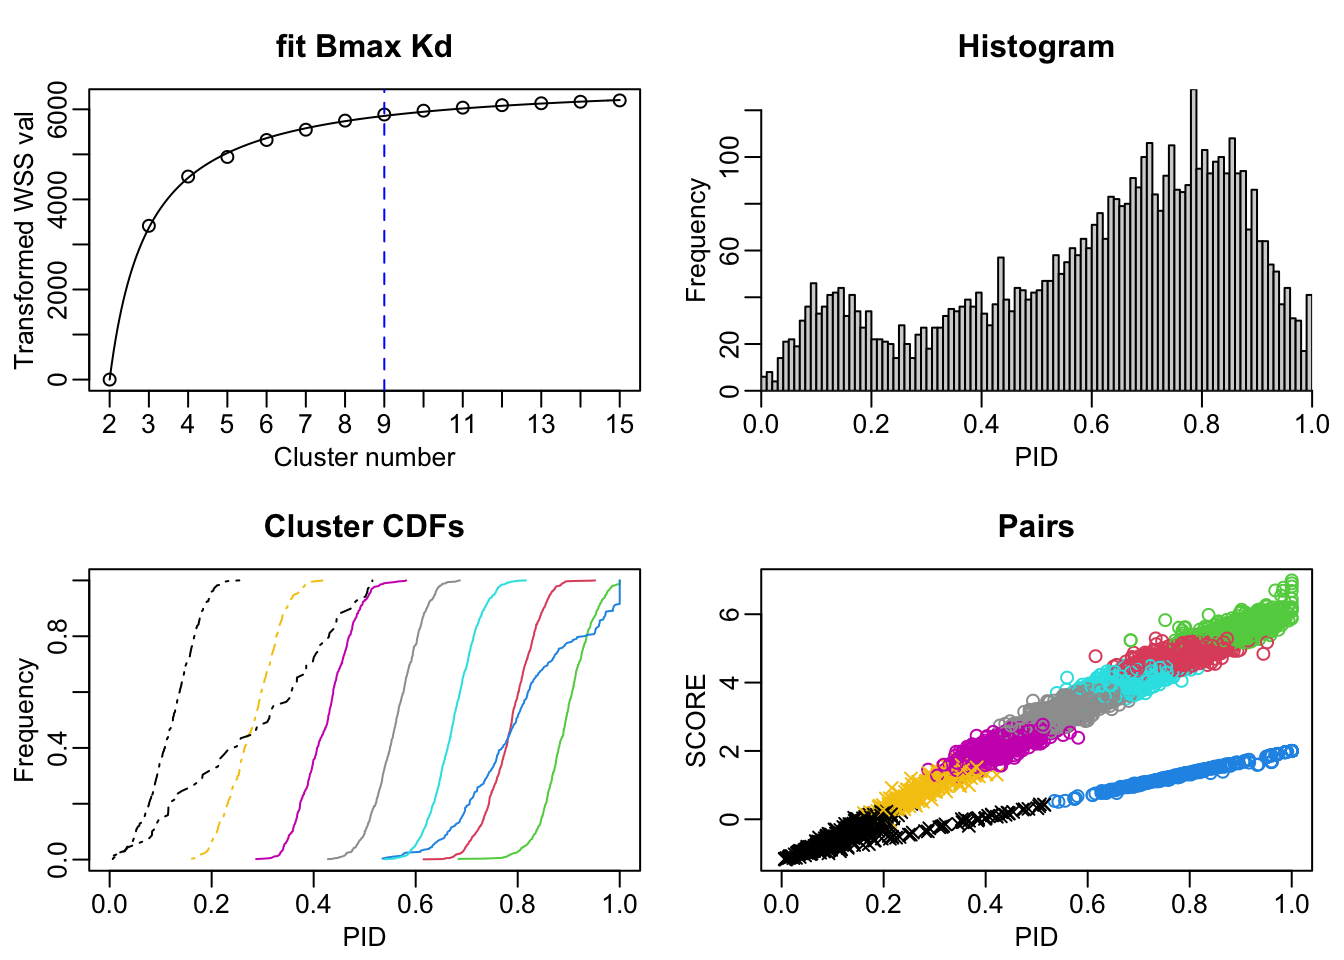 fit Bmax Kd
Transformed WSS val
0 2000 4000 6000
2 3 4 5 6 7 8 9 11 13 15
Cluster number
Histogram
Frequency
0 20 60 100
0.0 0.2 0.4 0.6 0.8 1.0
PID
Cluster CDFs
Frequency
0.0 0.4 0.8
0.0 0.2 0.4 0.6 0.8 1.0
PID
Pairs
SCORE
0 2 4 6
0.0 0.2 0.4 0.6 0.8 1.0
PID